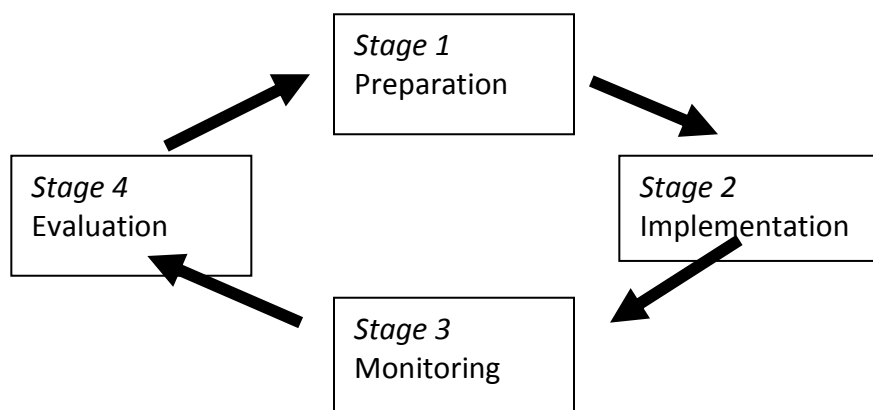 Stage 1
Preparation
Stage 2
Implementation
Stage 3
Monitoring
Stage 4
Evaluation